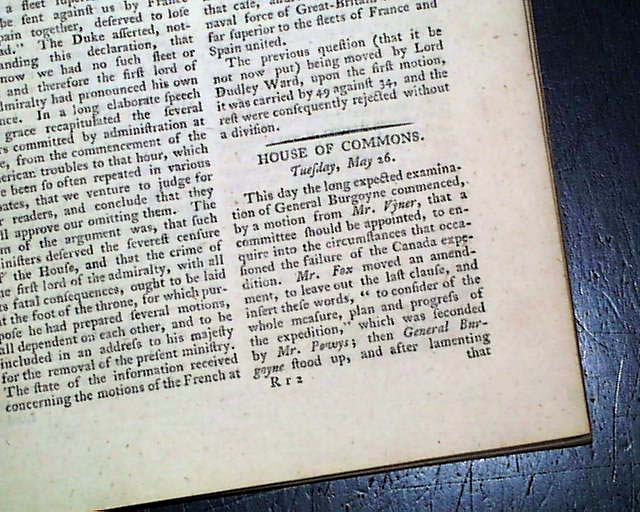 a fleet
be sent against us by France
pain together, deserved to lose
ad." The Duke aſſerted, not-
anding this declaration, that
now we had no ſuch fleet or
and therefore the firſt lord of
dmiralty had pronounced his own
nce. In a long elaborate ſpeech
grace recapitulated the ſeveral
rs committed by adminiſtration at
e, from the commencement of the
merican troubles to that hour, which
e been ſo often repeated in various
bates, that we venture to judge for
r readers, and conclude that they
ll approve our omitting them. The
m of the argument was, that ſuch
iniſters deſerved the ſevereſt cenſure
f the Houſe, and that the crime of
he firſt lord of the admiralty, with all
ts fatal conſequences, ought to be laid
at the foot of the throne, for which pur-
poſe he had prepared ſeveral motions,
all dependent on each other, and to be
included in an addreſs to his majeſty
for the removal of the preſent miniſtry.
The ſtate of the information received
concerning the motions of the French at
that caſe,
naval force of Great-Britain
far ſuperior to the fleets of France and
Spain united.
The previous queſtion (that it be
not now put) being moved by Lord
Dudley Ward, upon the firſt motion,
it was carried by 49 againſt 34, and the
reſt were conſequently rejected without
a diviſion.
HOUSE OF COMMONS.
Tueſday, May 26.
This day the long expected examina-
tion of General Burgoyne commenced,
by a motion from Mr. Vyner, that a
committee ſhould be appointed, to en-
quire into the circumſtances that occa-
ſioned the failure of the Canada expe-
dition. Mr. Fox moved an amend-
ment, to leave out the laſt clauſe, and
inſert theſe words, "to conſider of the
whole meaſure, plan and progreſs of
the expedition," which was ſeconded
by Mr. Powys; then General Bur-
goyne ſtood up, and after lamenting
that
R r 2